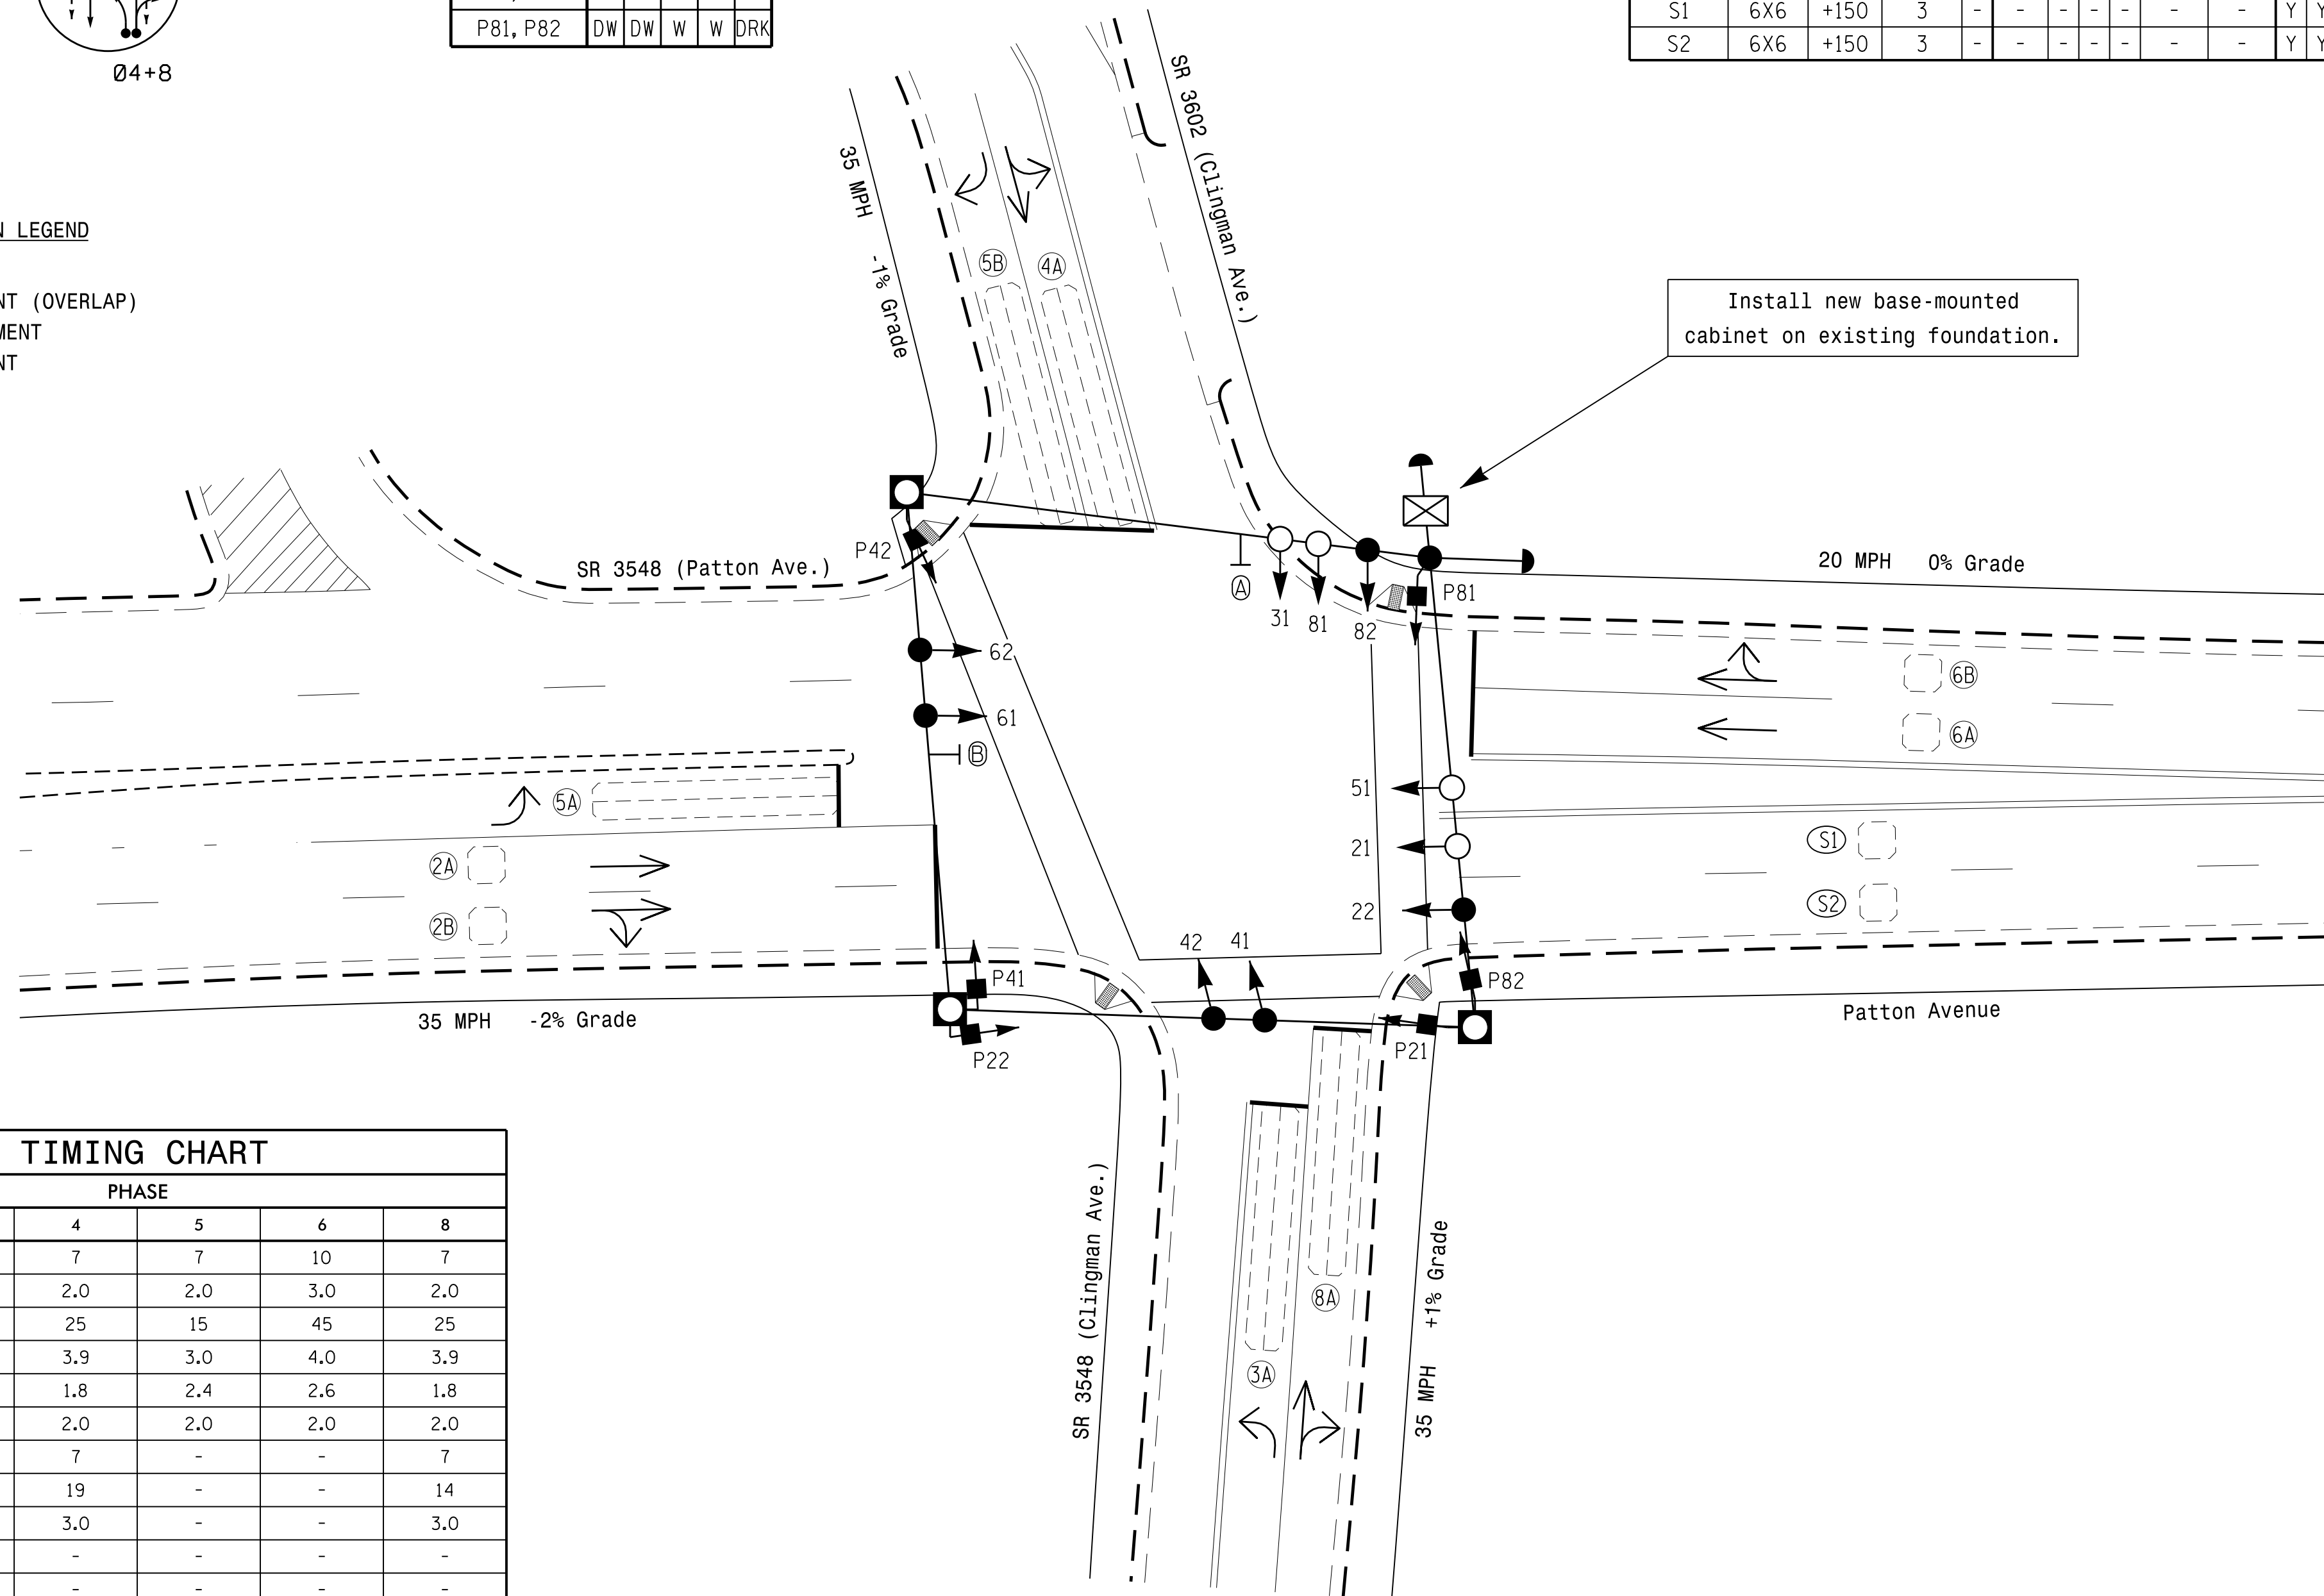 Ø4+8
P81, P82 DW DW W W DRK
S1 6X6 +150 3 - - - - - - - Y
S2 6X6 +150 3 - - - - - - - Y
LEGEND
(OVERLAP)
SR 3602 (Clingman Ave.)
35 MPH -1% Grade
5B 4A
Install new base-mounted
cabinet on existing foundation.
P42
SR 3548 (Patton Ave.)
A
31 81 82
P81
20 MPH 0% Grade
62
61
B
6B
6A
5A
51
2A
21
S1
2B
22
S2
42 41
P41
P82
35 MPH -2% Grade
Patton Avenue
P22
P21
SR 3548 (Clingman Ave.)
35 MPH +1% Grade
8A
3A
TIMING CHART
PHASE
4 5 6 8
7 7 10 7
2.0 2.0 3.0 2.0
25 15 45 25
3.9 3.0 4.0 3.9
1.8 2.4 2.6 1.8
2.0 2.0 2.0 2.0
7 - - 7
19 - - 14
3.0 - - 3.0
- - - -
- - - -